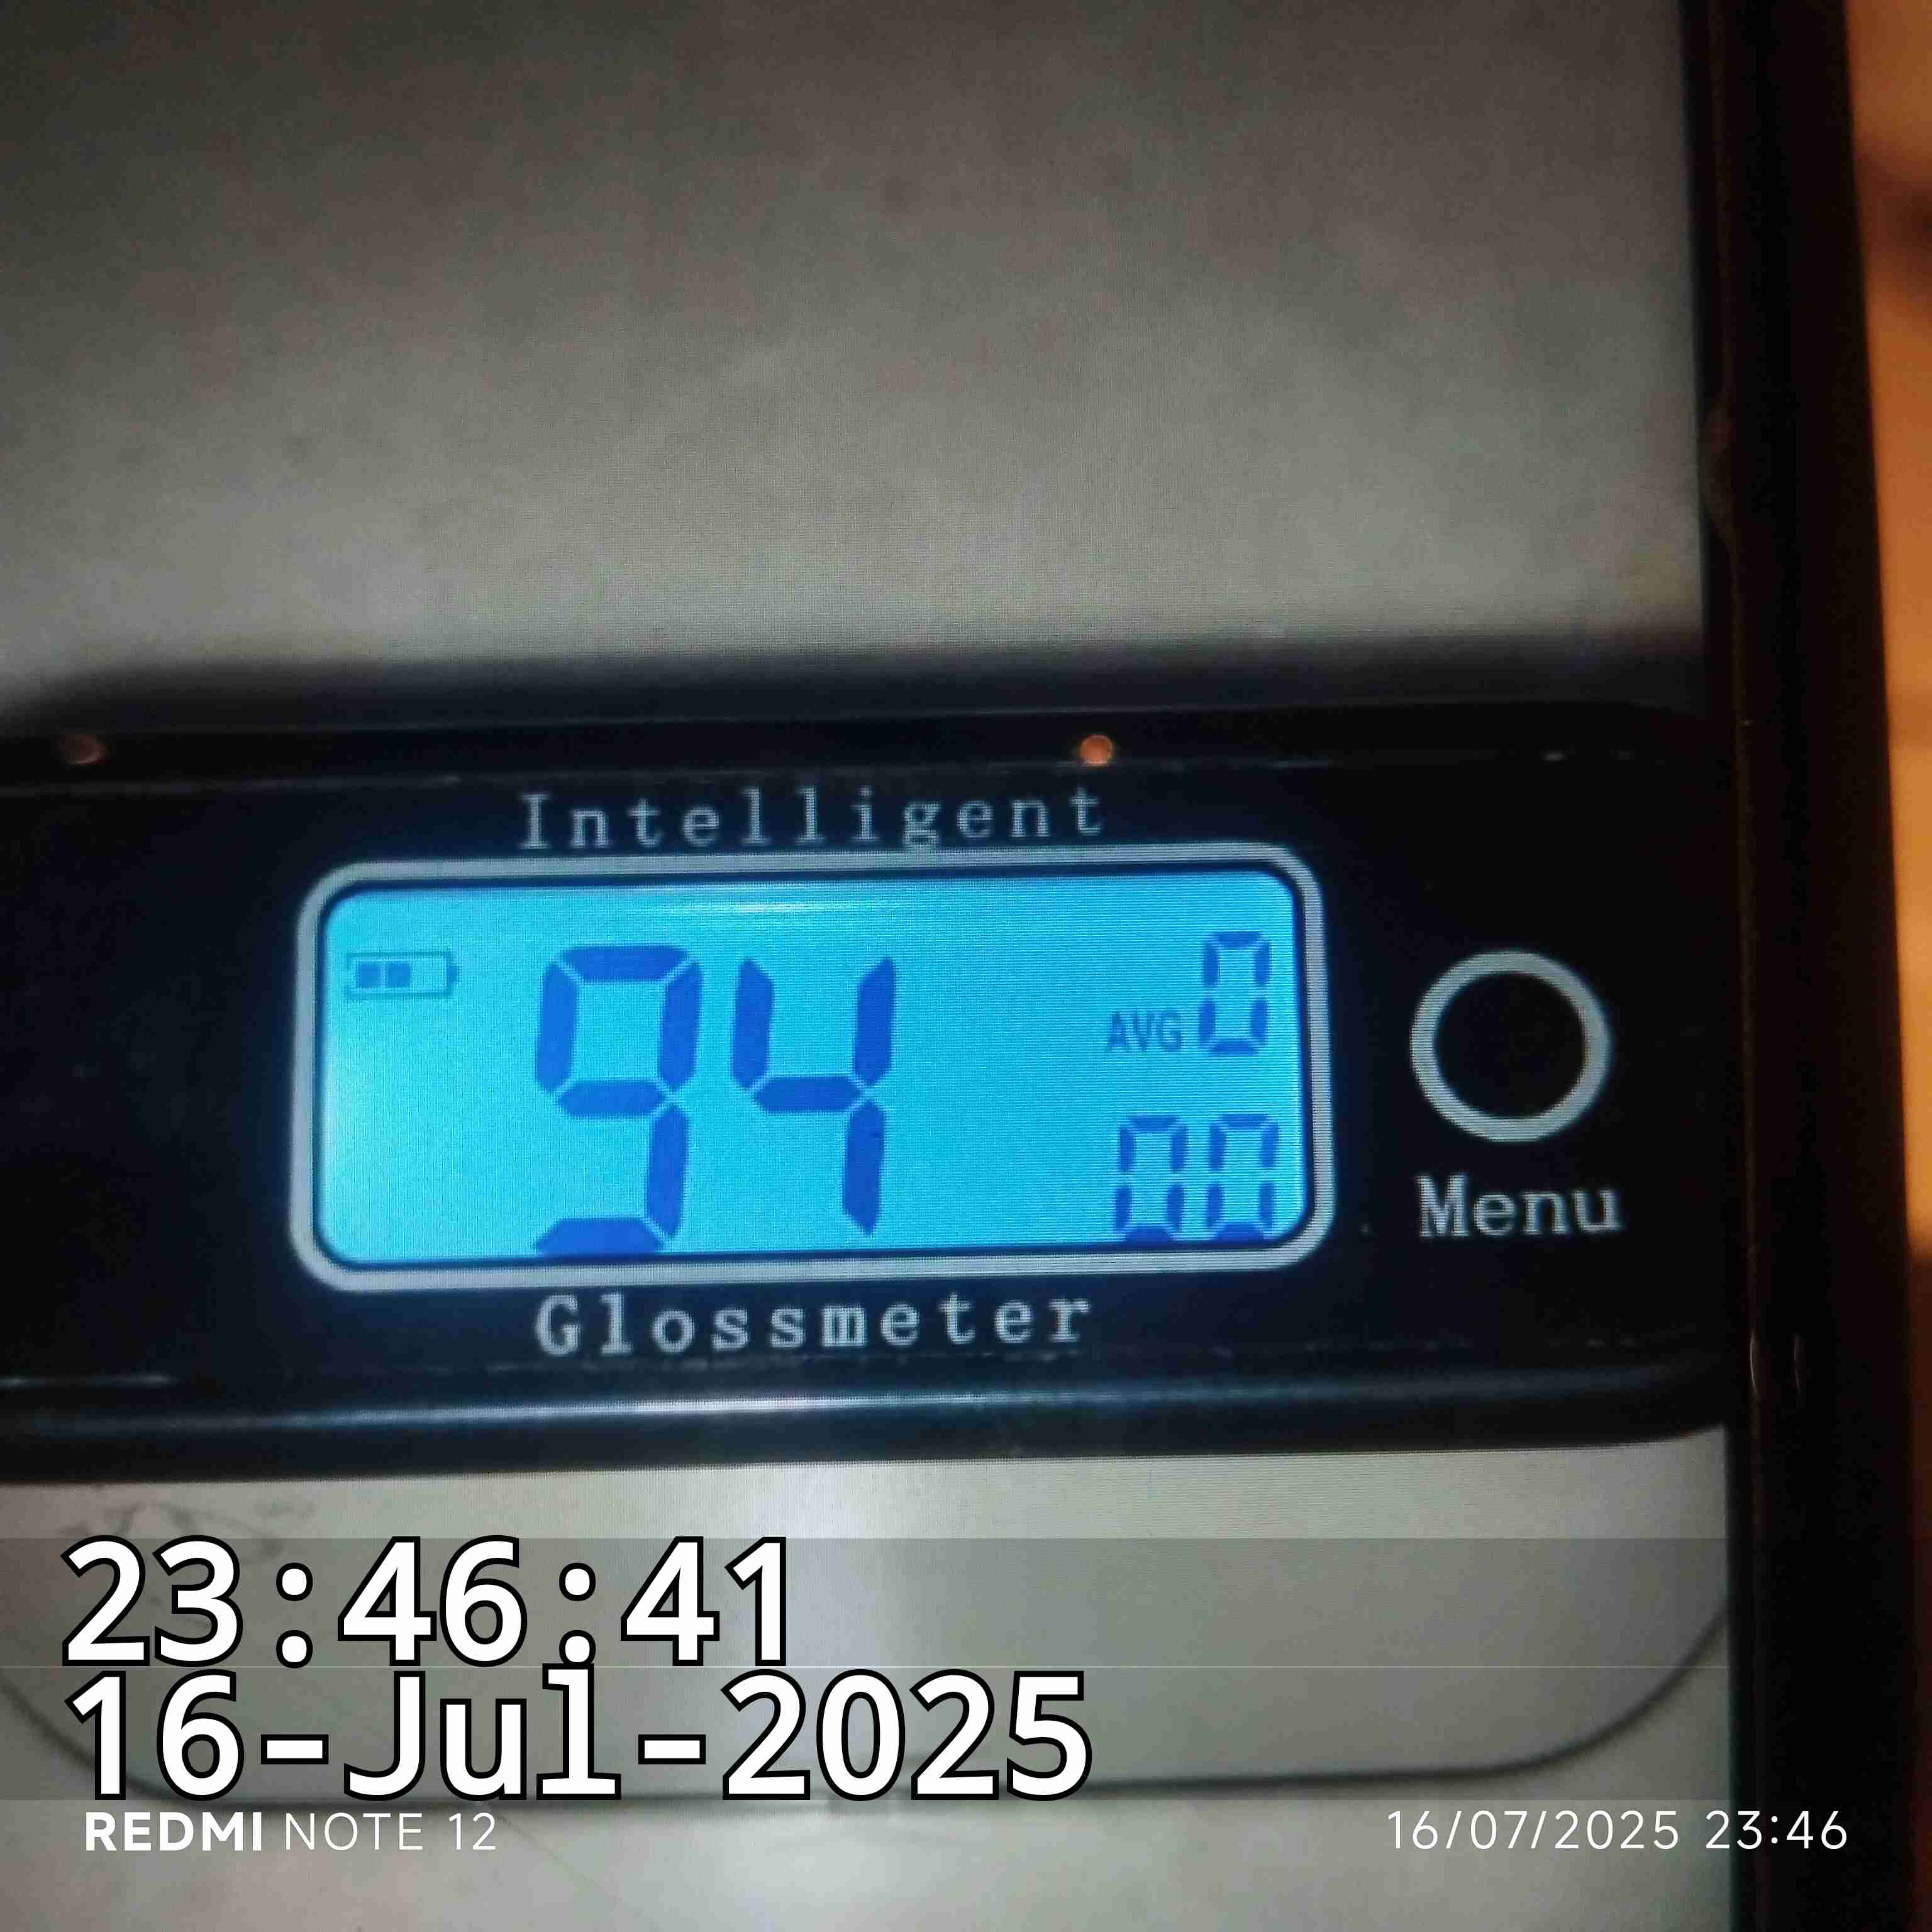 Intelligent
94
AVG 0
00
Glossmeter
Menu
23:46:41
16-Jul-2025
REDMI NOTE 12
16/07/2025 23:46